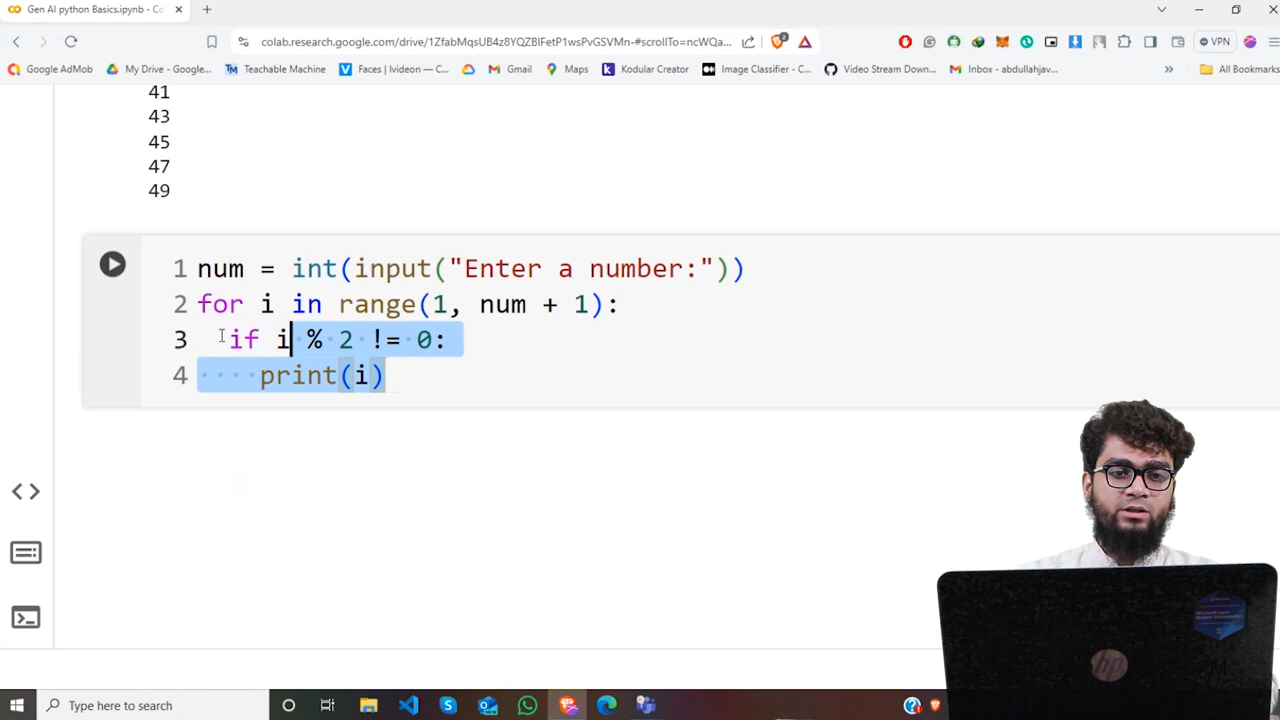 Gen AI python Basics.ipynb - Co
colab.research.google.com/drive/1ZfabMqsUB4z8YQZBlFetP1wsPvGSVMn-#scrollTo=ncWQa...
VPN
Google AdMob
My Drive - Google...
Teachable Machine
Faces | Ivideon — C...
Gmail
Maps
Kodular Creator
Image Classifier - C...
Video Stream Down...
Inbox - abdullahjav...
»
All Bookmarks
41
43
45
47
49
1 num = int(input("Enter a number:"))
2 for i in range(1, num + 1):
3 if i % 2 != 0:
4 print(i)
hp
Type here to search